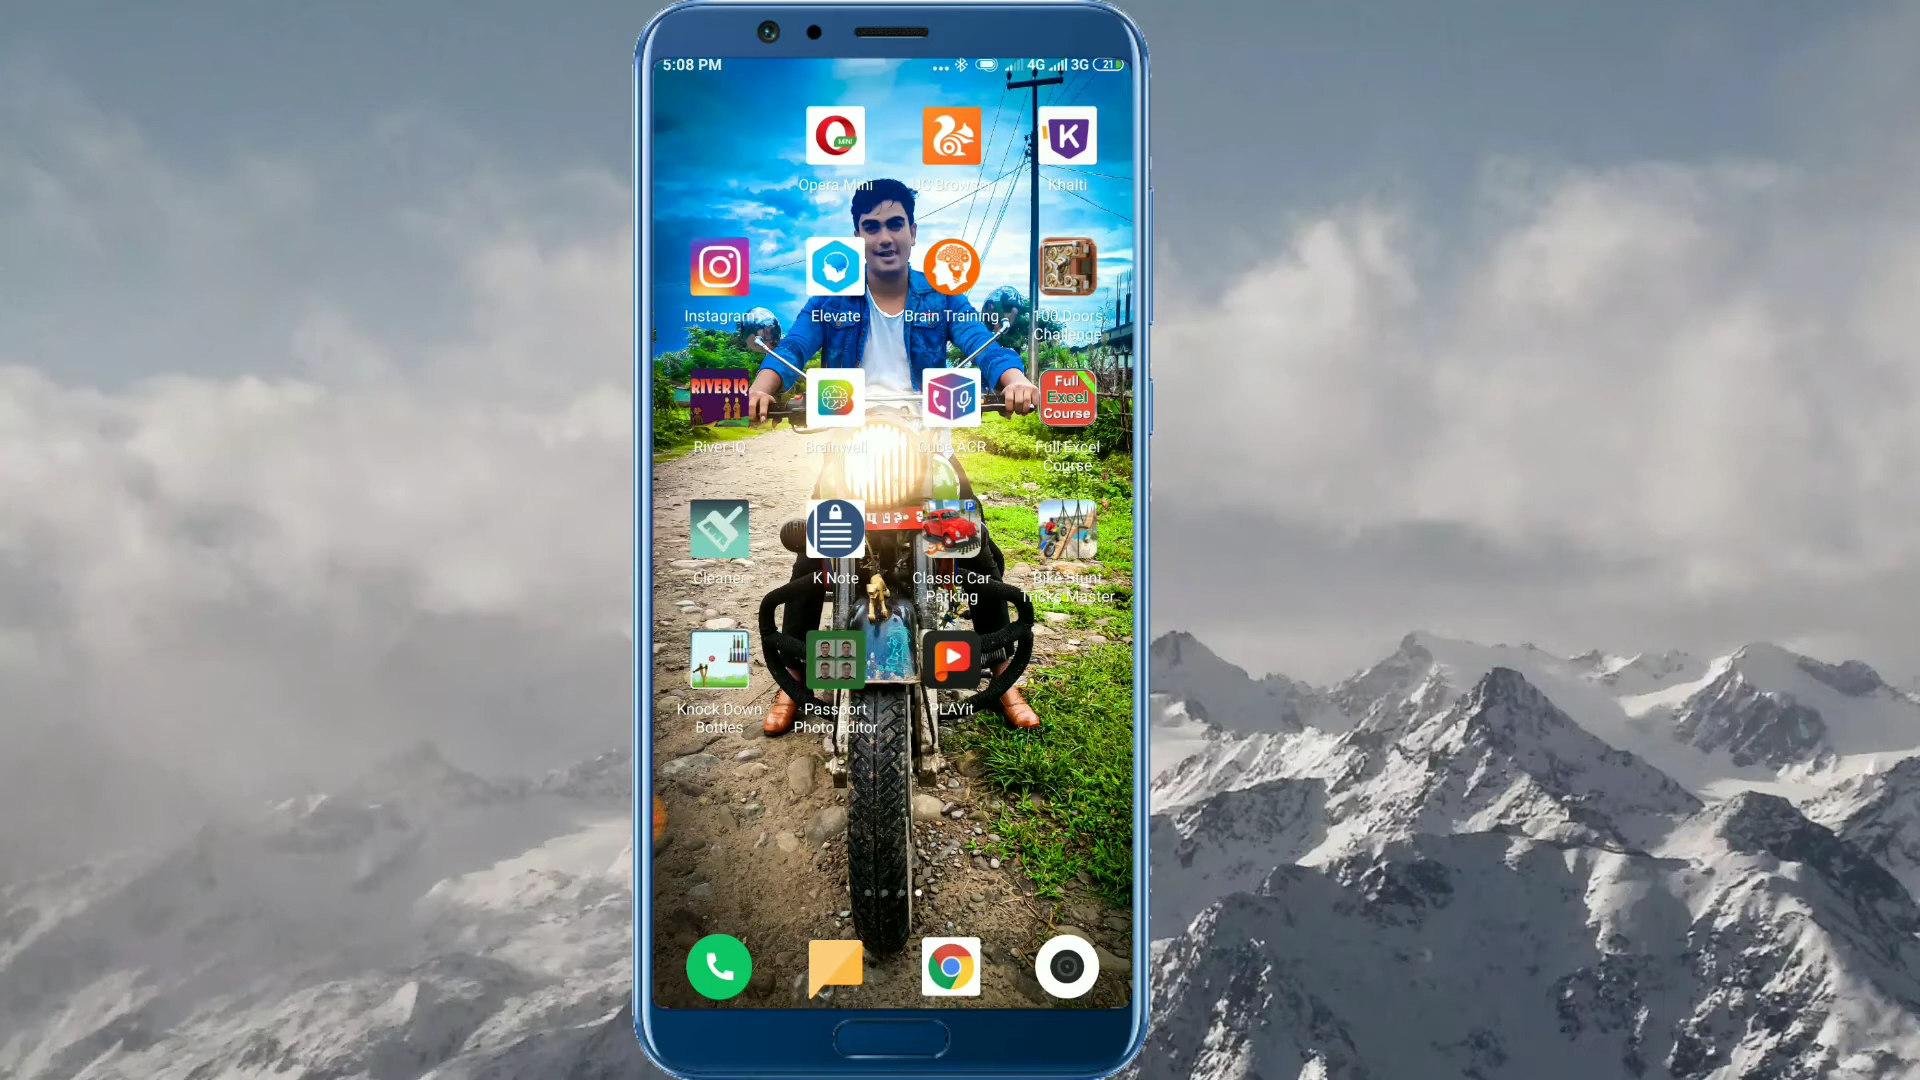 5:08 PM
4G 3G 21
MINI
K
Opera Mini UC Browser Khalti
Instagram Elevate Brain Training 100 Doors
Challenge
RIVER IQ
Full
Excel
Course
River IQ Brainwell Cube ACR Full Excel
Course
P
Cleaner K Note Classic Car Bike Stunt
Parking Tricks Master
Knock Down Passport PLAYit
Bottles Photo Editor